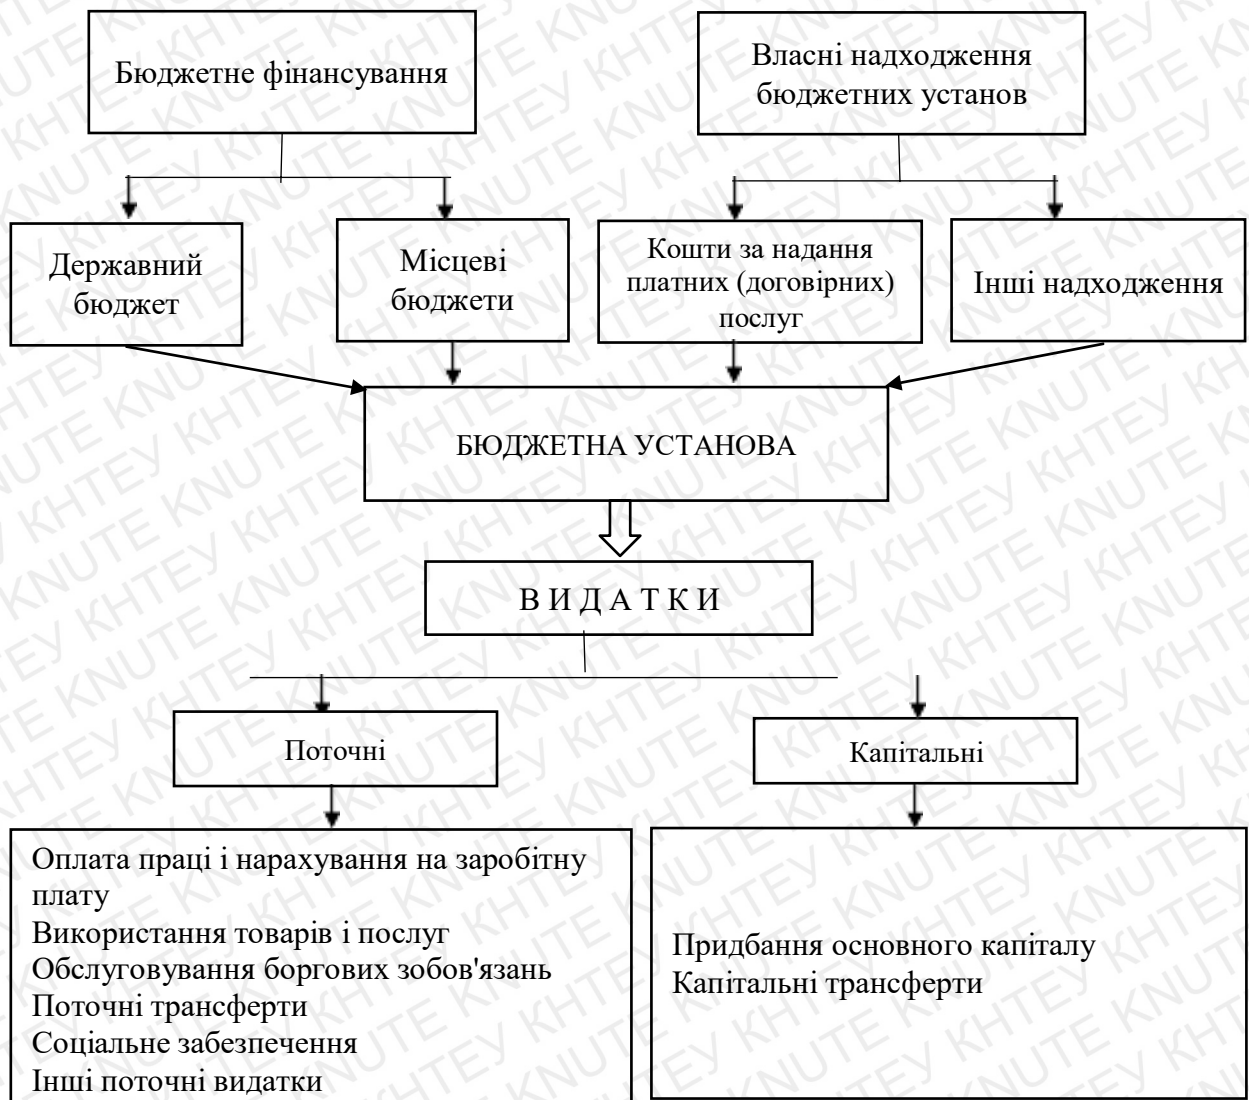 Бюджетне фінансування
Власні надходження
бюджетних установ
Державний
бюджет
Місцеві
бюджети
Кошти за надання
платних (договірних)
послуг
Інші надходження
БЮДЖЕТНА УСТАНОВА
В И Д А Т К И
Поточні
Капітальні
Оплата праці і нарахування на заробітну
плату
Використання товарів і послуг
Обслуговування боргових зобов'язань
Поточні трансферти
Соціальне забезпечення
Інші поточні видатки
Придбання основного капіталу
Капітальні трансферти